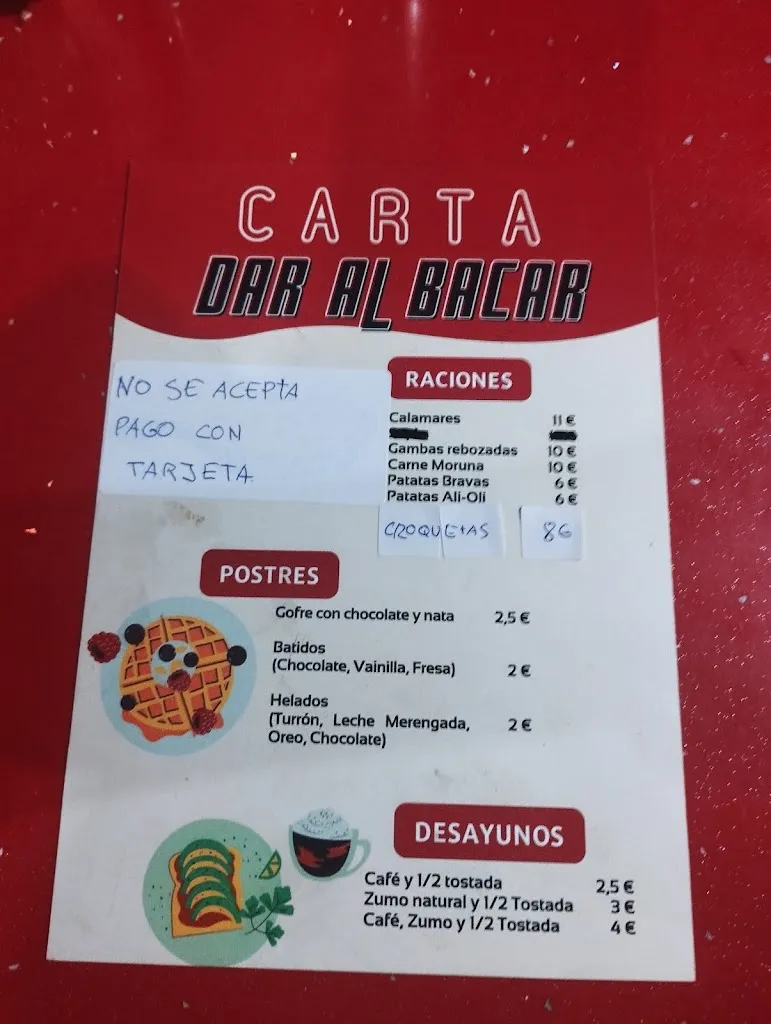 CARTA
DAR AL BACAR
NO SE ACEPTA
PAGO CON
TARJETA
RACIONES
Calamares 11 €
Gambas rebozadas 10 €
Carne Moruna 10 €
Patatas Bravas 6 €
Patatas Ali-Oli 6 €
CROQUETAS 8€
POSTRES
Gofre con chocolate y nata 2,5 €
Batidos
(Chocolate, Vainilla, Fresa) 2 €
Helados
(Turrón, Leche Merengada, 2 €
Oreo, Chocolate)
DESAYUNOS
Café y 1/2 tostada 2,5 €
Zumo natural y 1/2 Tostada 3 €
Café, Zumo y 1/2 Tostada 4 €